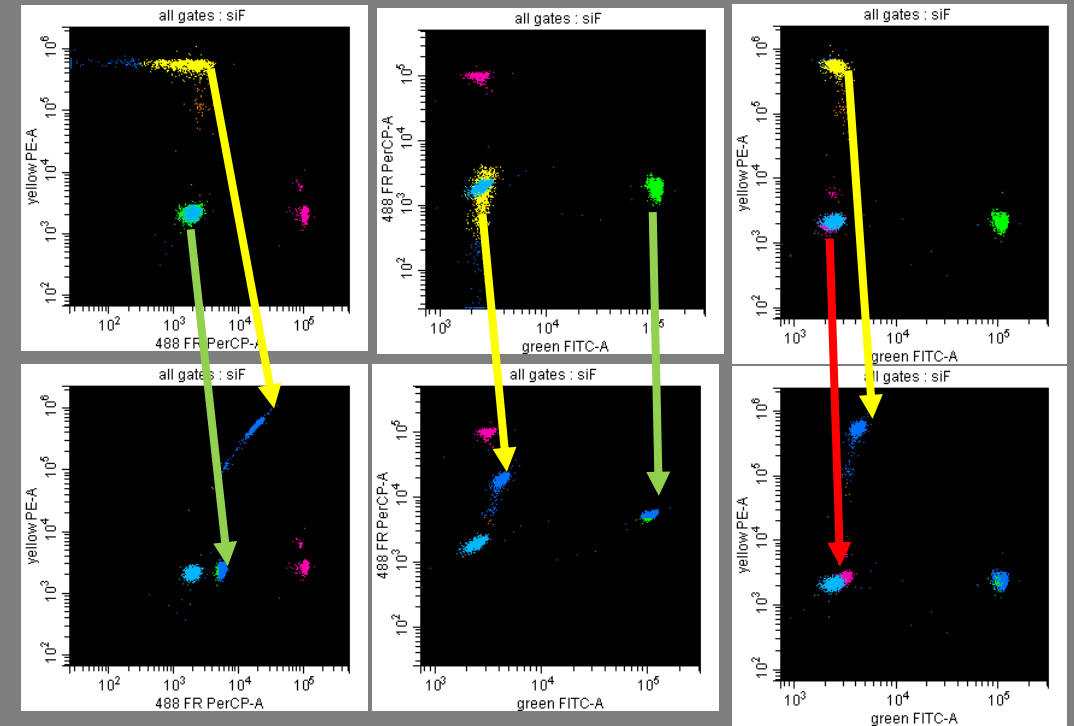 all gates : siF
yellow PE-A
10⁶
10⁵
10⁴
10³
10²
10² 10³ 10⁴ 10⁵
488 FR PerCP-A
all gates : siF
488 FR PerCP-A
10⁵
10⁴
10³
10²
10³ 10⁴ 10⁵
green FITC-A
all gates : siF
yellow PE-A
10⁶
10⁵
10⁴
10³
10²
10³ 10⁴ 10⁵
green FITC-A
all gates : siF
yellow PE-A
10⁶
10⁵
10⁴
10³
10²
10² 10³ 10⁴ 10⁵
488 FR PerCP-A
all gates : siF
488 FR PerCP-A
10⁵
10⁴
10³
10²
10³ 10⁴ 10⁵
green FITC-A
all gates : siF
yellow PE-A
10⁶
10⁵
10⁴
10³
10²
10³ 10⁴ 10⁵
green FITC-A